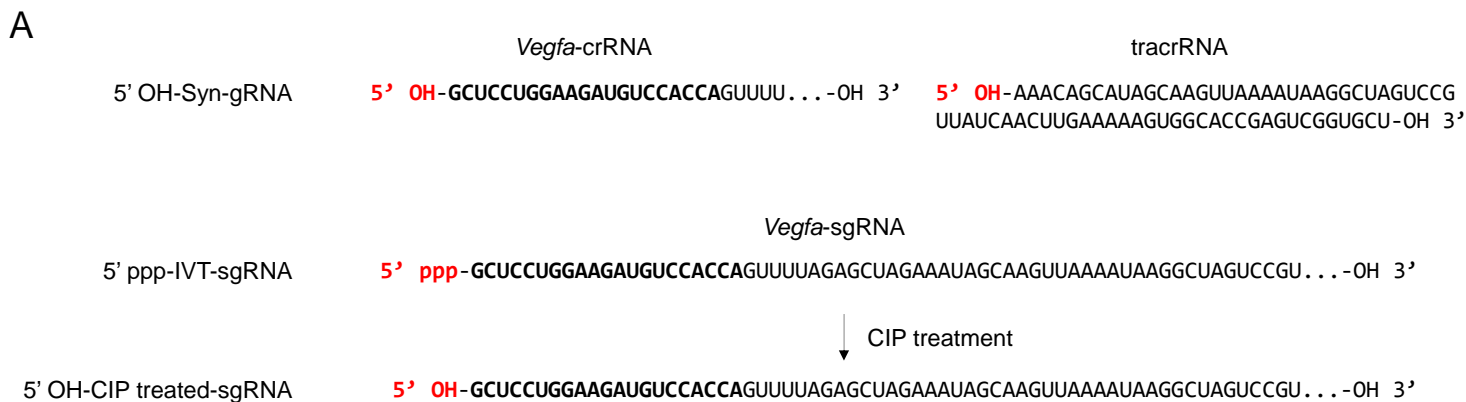 A
Vegfa-crRNA
tracrRNA
5’ OH-Syn-gRNA
5’ OH-GCUCCUGGAAGAUGUCCACCAGUUUU...-OH 3’
5’ OH-AAACAGCAUAGCAAGUUAAAAUAAGGCUAGUCCG
UUAUCAACUUGAAAAAGUGGCACCGAGUCGGUGCU-OH 3’
Vegfa-sgRNA
5’ ppp-IVT-sgRNA
5’ ppp-GCUCCUGGAAGAUGUCCACCAGUUUUAGAGCUAGAAAUAGCAAGUUAAAAUAAGGCUAGUCCGU...-OH 3’
CIP treatment
5’ OH-CIP treated-sgRNA
5’ OH-GCUCCUGGAAGAUGUCCACCAGUUUUAGAGCUAGAAAUAGCAAGUUAAAAUAAGGCUAGUCCGU...-OH 3’